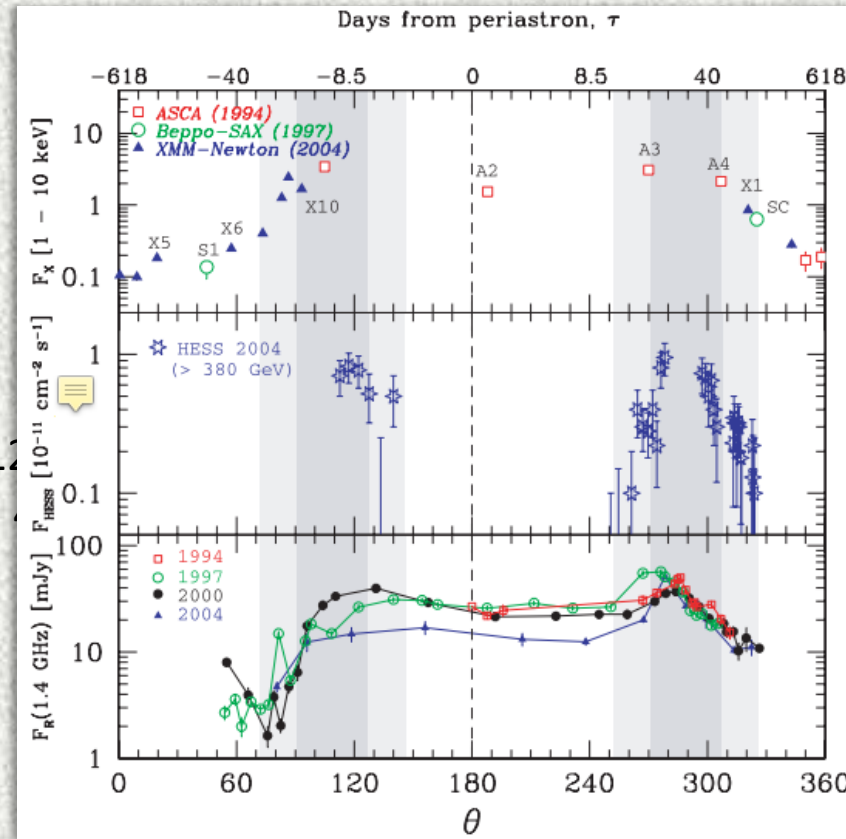 Days from periastron, τ
-618 -40 -8.5 0 8.5 40 618
ASCA (1994)
Beppo-SAX (1997)
XMM-Newton (2004)
F_X [1 - 10 keV]
10
1
0.1
X5
S1
X6
X10
A2
A3
A4
X1
SC
HESS 2004
(> 380 GeV)
F_HESS [10⁻¹¹ cm⁻² s⁻¹]
1
0.1
1994
1997
2000
2004
F_R(1.4 GHz) [mJy]
100
10
1
0 60 120 180 240 300 360
θ